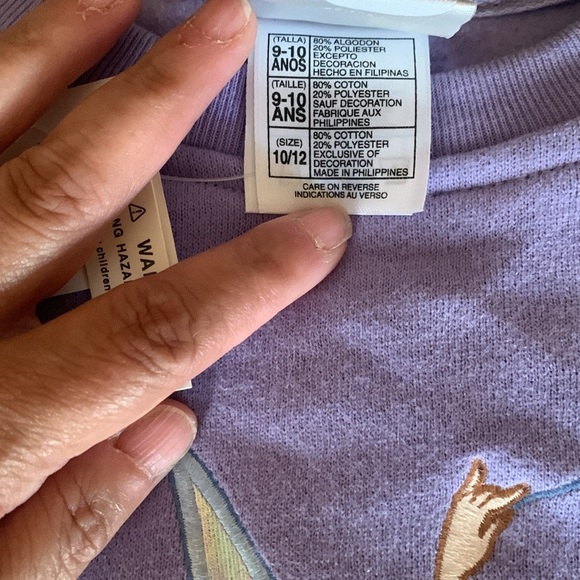 (TALLA)
9-10
ANOS
80% ALGODON
20% POLIESTER
EXCEPTO
DECORACION
HECHO EN FILIPINAS
(TAILLE)
9-10
ANS
80% COTON
20% POLYESTER
SAUF DECORATION
FABRIQUE AUX
PHILIPPINES
(SIZE)
10/12
80% COTTON
20% POLYESTER
EXCLUSIVE OF
DECORATION
MADE IN PHILIPPINES
CARE ON REVERSE
INDICATIONS AU VERSO
children